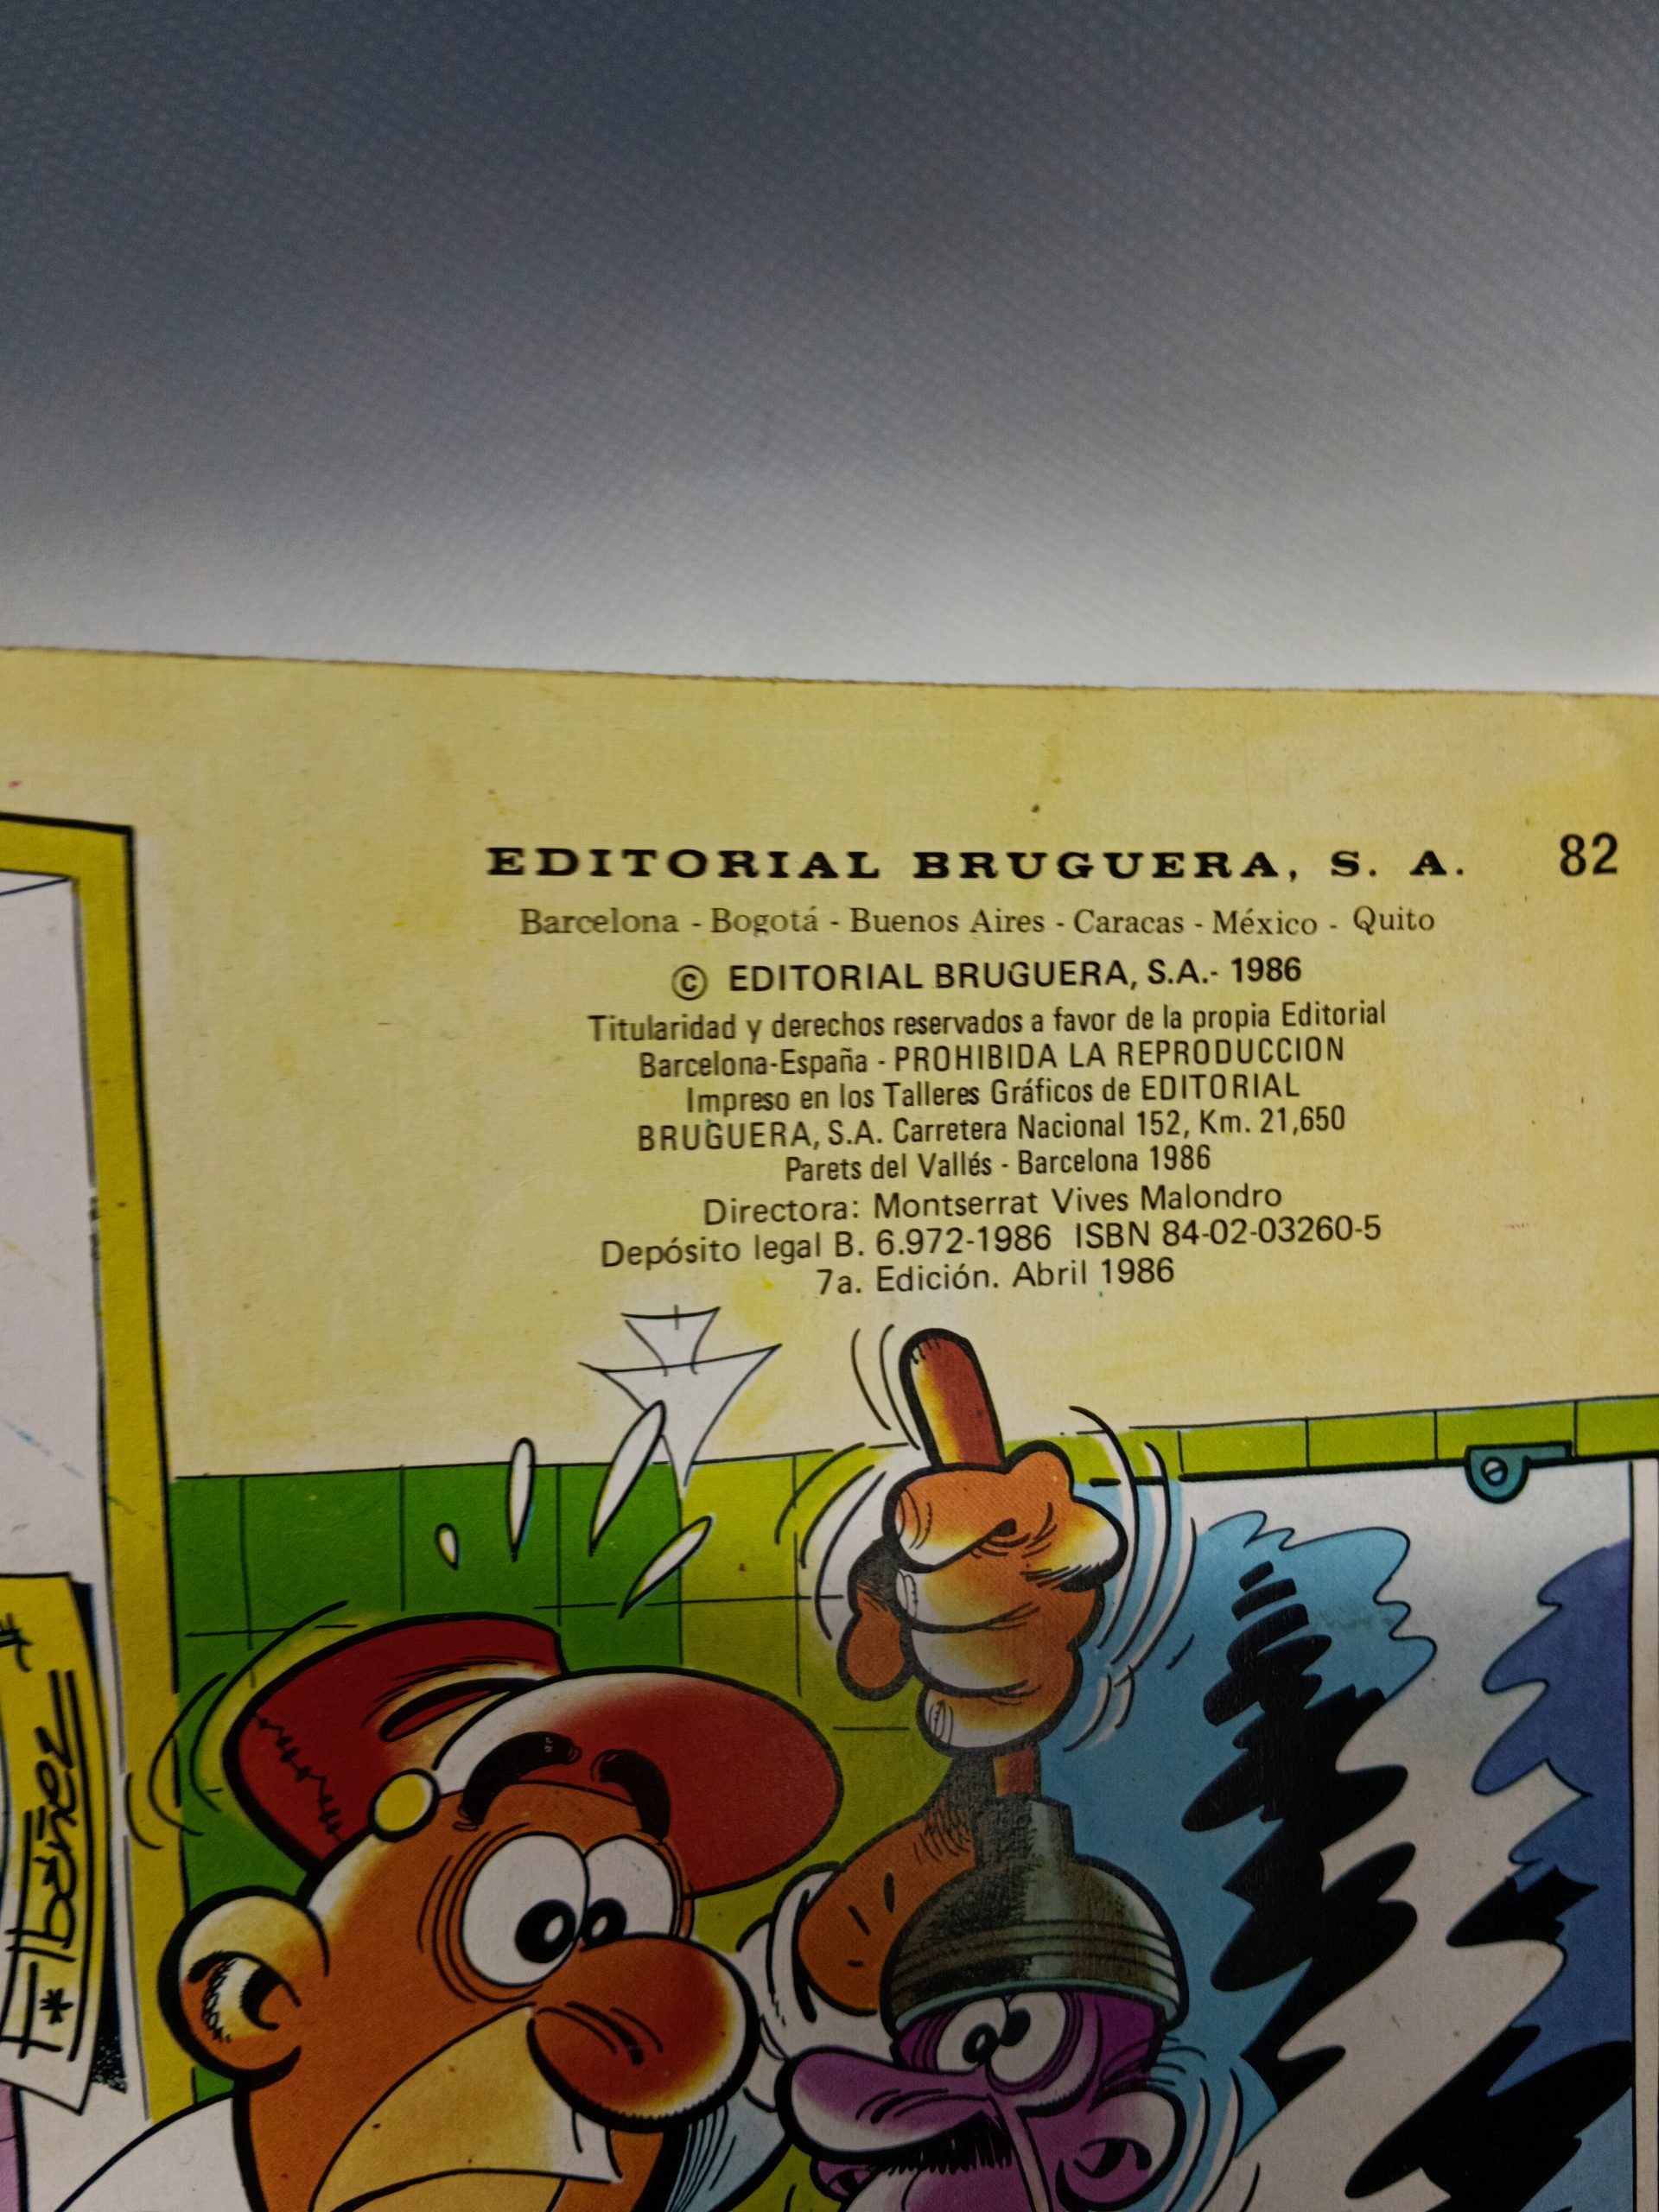 EDITORIAL BRUGUERA, S. A. 82
Barcelona - Bogotá - Buenos Aires - Caracas - México - Quito
© EDITORIAL BRUGUERA, S.A.- 1986
Titularidad y derechos reservados a favor de la propia Editorial
Barcelona-España - PROHIBIDA LA REPRODUCCION
Impreso en los Talleres Gráficos de EDITORIAL
BRUGUERA, S.A. Carretera Nacional 152, Km. 21,650
Parets del Vallés - Barcelona 1986
Directora: Montserrat Vives Malondro
Depósito legal B. 6.972-1986 ISBN 84-02-03260-5
7a. Edición. Abril 1986
F. Ibáñez